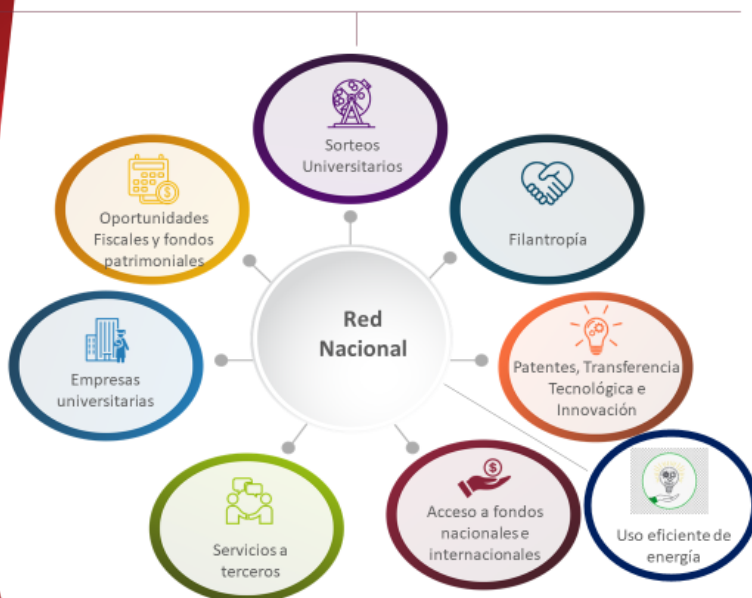 Sorteos
Universitarios
Oportunidades
Fiscales y fondos
patrimoniales
Filantropía
Red
Nacional
Empresas
universitarias
Patentes, Transferencia
Tecnológica e
Innovación
Servicios a
terceros
Acceso a fondos
nacionales e
internacionales
Uso eficiente de
energía